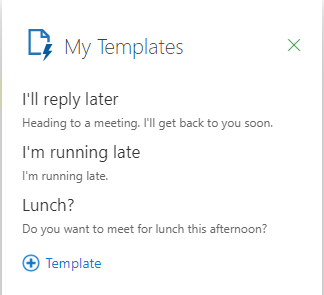 My Templates
I'll reply later
Heading to a meeting. I'll get back to you soon.
I'm running late
I'm running late.
Lunch?
Do you want to meet for lunch this afternoon?
Template